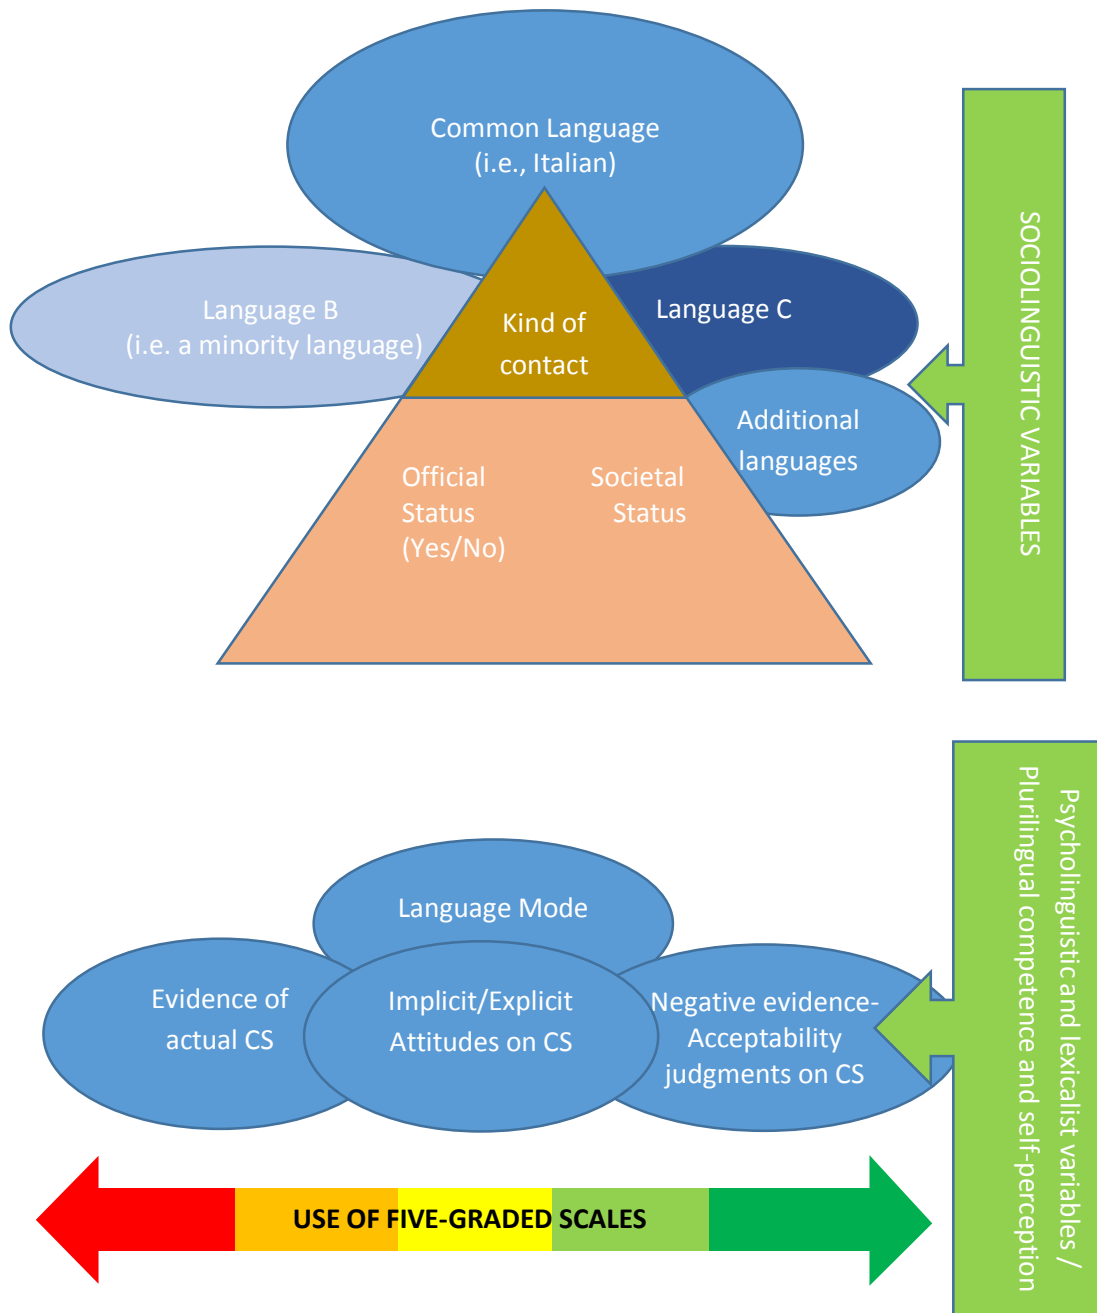 Common Language
(i.e., Italian)
Language B
(i.e. a minority language)
Kind of
contact
Language C
Additional
languages
Official
Status
(Yes/No)
Societal
Status
SOCIOLINGUISTIC VARIABLES
Language Mode
Evidence of
actual CS
Implicit/Explicit
Attitudes on CS
Negative evidence-
Acceptability
judgments on CS
Psycholinguistic and lexicalist variables /
Plurilingual competence and self-perception
USE OF FIVE-GRADED SCALES